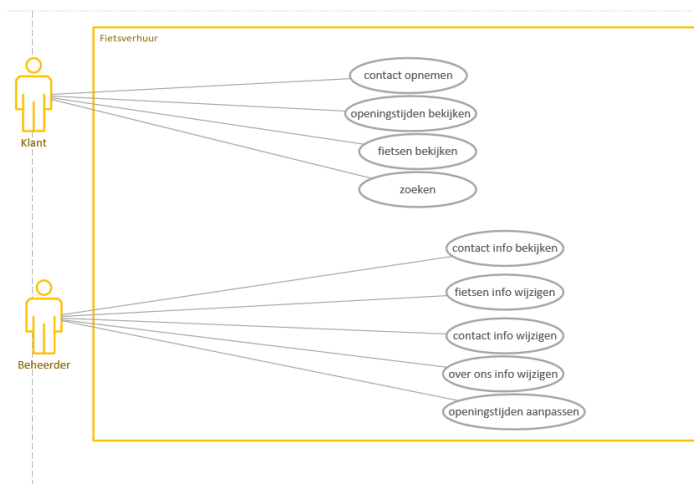 Fietsverhuur
contact opnemen
openingstijden bekijken
Klant
fietsen bekijken
zoeken
contact info bekijken
fietsen info wijzigen
contact info wijzigen
Beheerder
over ons info wijzigen
openingstijden aanpassen